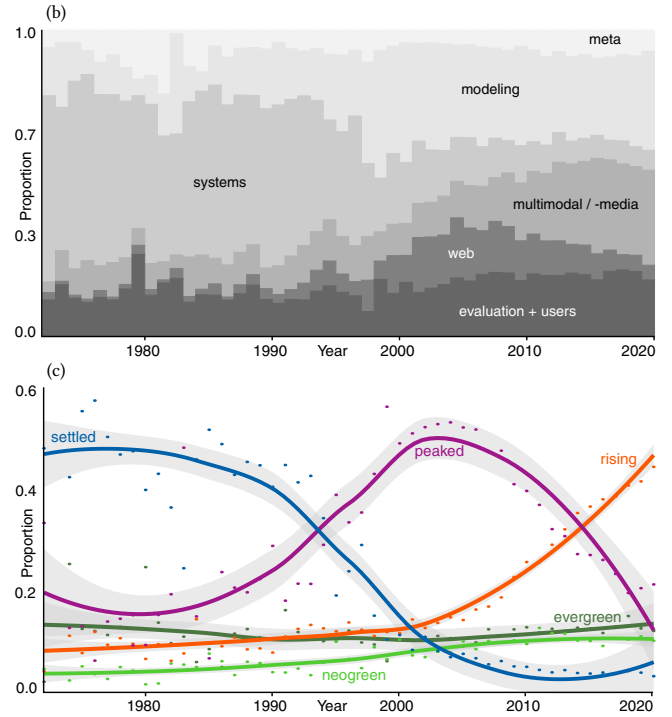 (b)
1.0
meta
modeling
0.7
Proportion
systems
multimodal / -media
0.3
web
evaluation + users
0.0
1980 1990 Year 2000 2010 2020
(c)
0.6
settled
peaked
rising
0.4
Proportion
0.2
evergreen
neogreen
0.0
1980 1990 Year 2000 2010 2020